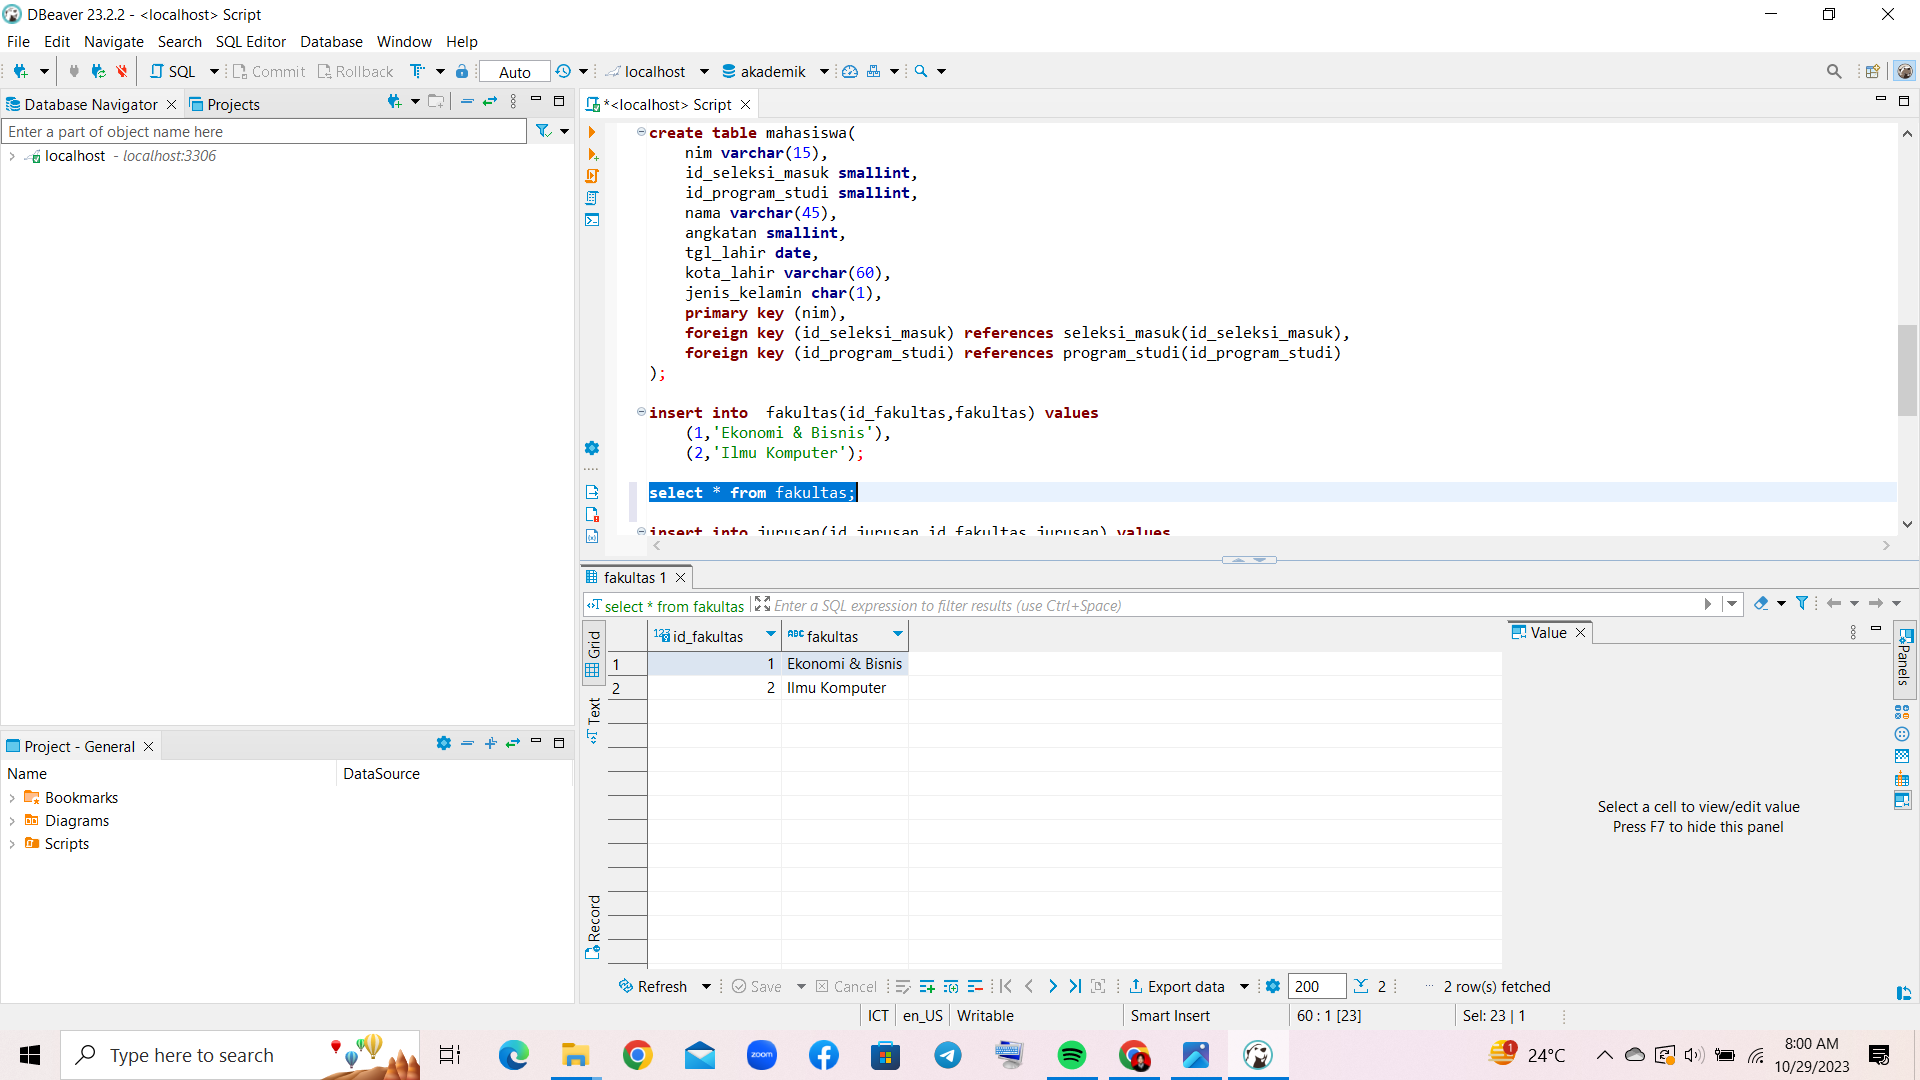 DBeaver 23.2.2 - <localhost> Script
File Edit Navigate Search SQL Editor Database Window Help
SQL Commit Rollback Auto localhost akademik
Database Navigator Projects
*<localhost> Script
Enter a part of object name here
localhost - localhost:3306
create table mahasiswa(
nim varchar(15),
id_seleksi_masuk smallint,
id_program_studi smallint,
nama varchar(45),
angkatan smallint,
tgl_lahir date,
kota_lahir varchar(60),
jenis_kelamin char(1),
primary key (nim),
foreign key (id_seleksi_masuk) references seleksi_masuk(id_seleksi_masuk),
foreign key (id_program_studi) references program_studi(id_program_studi)
);
insert into  fakultas(id_fakultas,fakultas) values
(1,'Ekonomi & Bisnis'),
(2,'Ilmu Komputer');
select * from fakultas;
insert into jurusan(id_jurusan,id_fakultas,jurusan) values
fakultas 1
select * from fakultas Enter a SQL expression to filter results (use Ctrl+Space)
Grid
Text
Record
123 id_fakultas ABC fakultas
1 1 Ekonomi & Bisnis
2 2 Ilmu Komputer
Value
Select a cell to view/edit value
Press F7 to hide this panel
Panels
Project - General
Name DataSource
Bookmarks
Diagrams
Scripts
Refresh Save Cancel Export data 200 2 ... 2 row(s) fetched
ICT en_US Writable Smart Insert 60 : 1 [23] Sel: 23 | 1
Type here to search
zoom
1 24°C
8:00 AM
10/29/2023